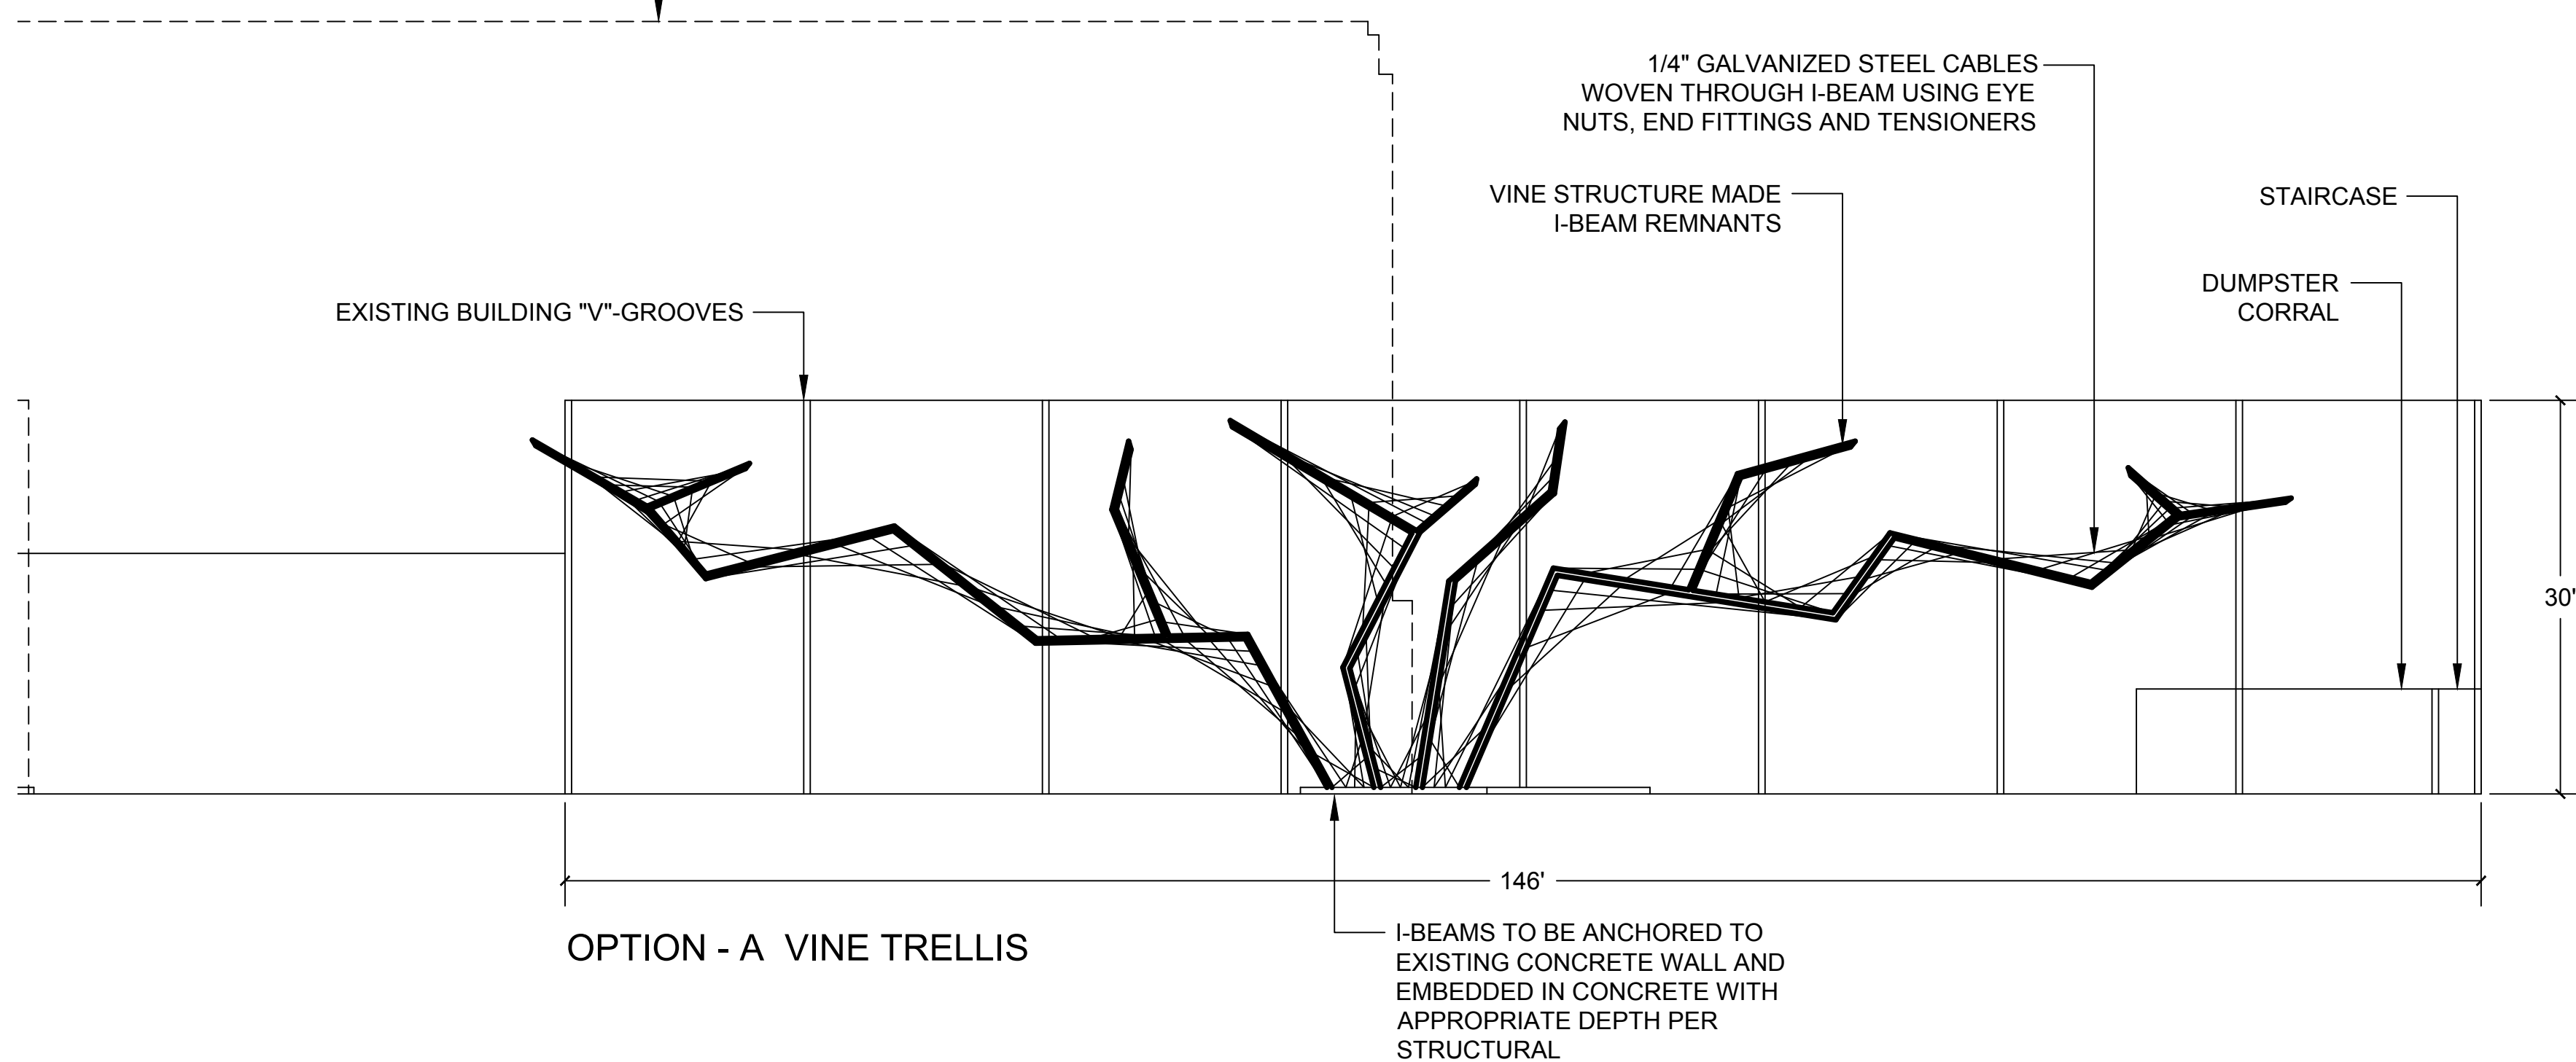 1/4" GALVANIZED STEEL CABLES
WOVEN THROUGH I-BEAM USING EYE
NUTS, END FITTINGS AND TENSIONERS
VINE STRUCTURE MADE
I-BEAM REMNANTS
STAIRCASE
DUMPSTER
CORRAL
EXISTING BUILDING "V"-GROOVES
30'
146'
OPTION - A  VINE TRELLIS
I-BEAMS TO BE ANCHORED TO
EXISTING CONCRETE WALL AND
EMBEDDED IN CONCRETE WITH
APPROPRIATE DEPTH PER
STRUCTURAL